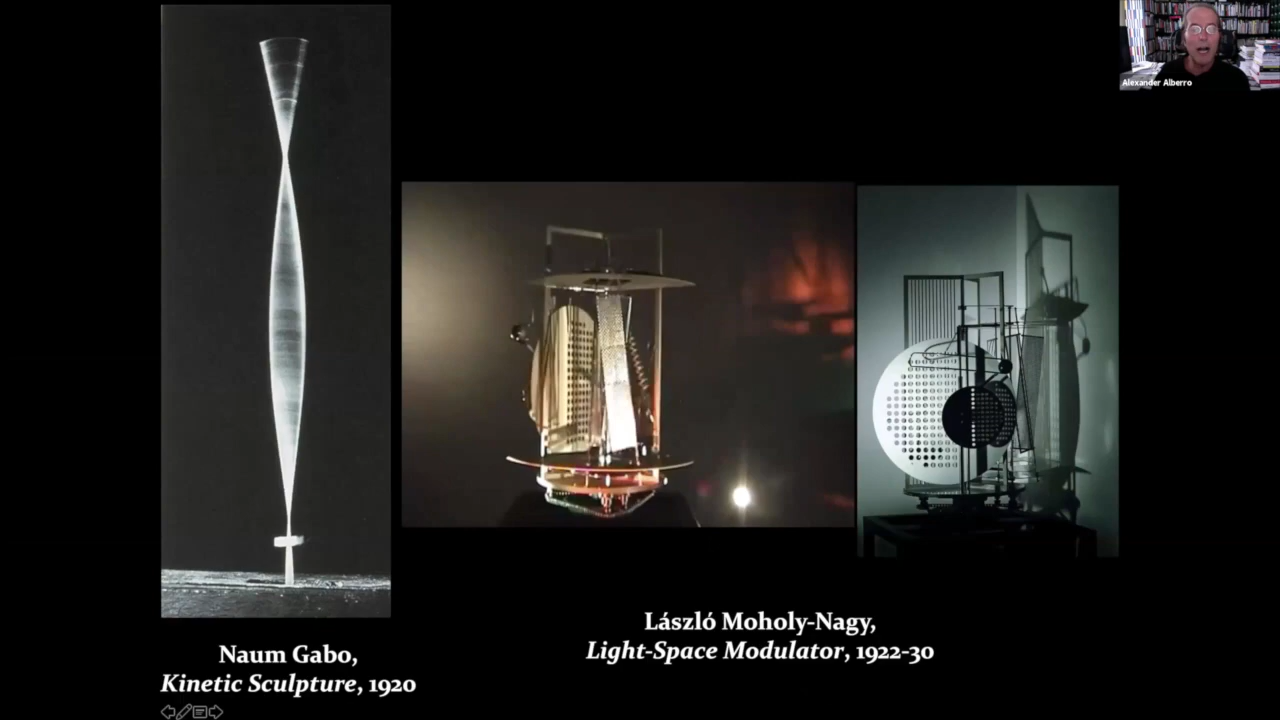 Alexander Alberro
Naum Gabo,
Kinetic Sculpture, 1920
László Moholy-Nagy,
Light-Space Modulator, 1922-30